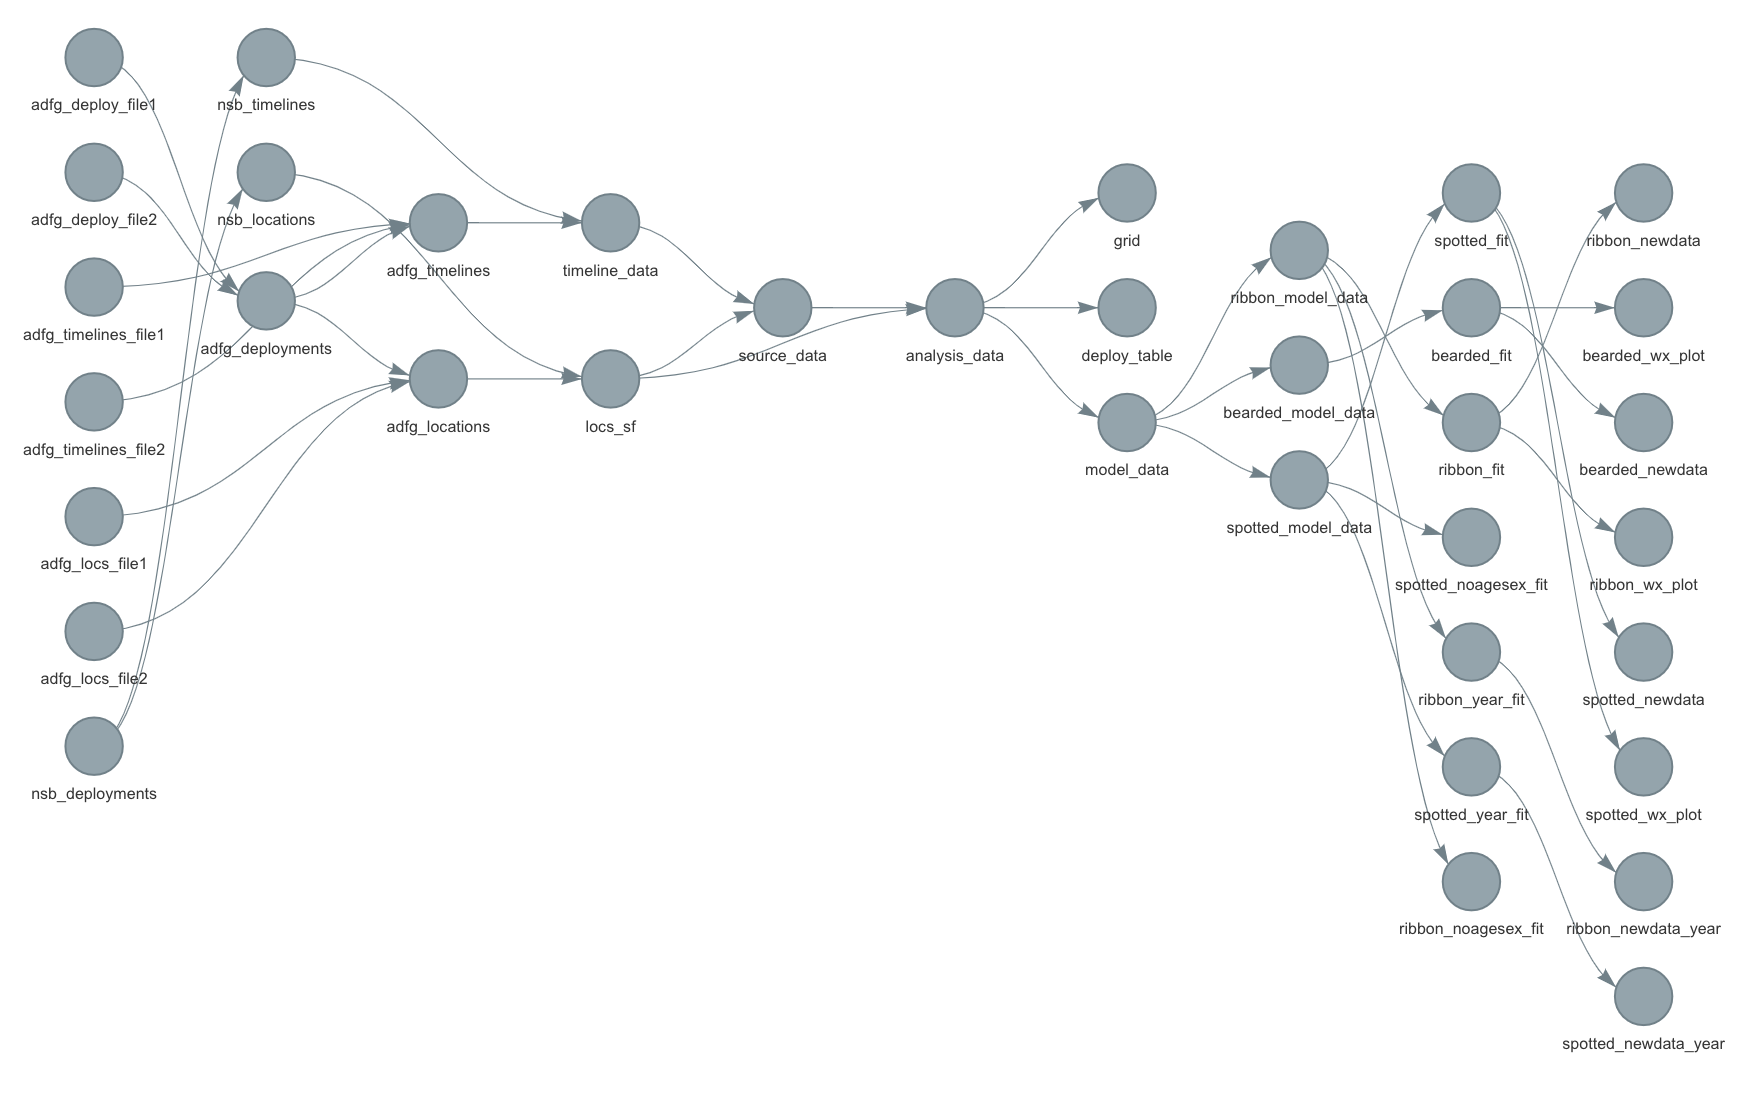 adfg_deploy_file1
adfg_deploy_file2
adfg_timelines_file1
adfg_timelines_file2
adfg_locs_file1
adfg_locs_file2
nsb_deployments
nsb_timelines
nsb_locations
adfg_deployments
adfg_timelines
adfg_locations
timeline_data
locs_sf
source_data
analysis_data
grid
deploy_table
model_data
ribbon_model_data
bearded_model_data
spotted_model_data
spotted_fit
bearded_fit
ribbon_fit
spotted_noagesex_fit
ribbon_year_fit
spotted_year_fit
ribbon_noagesex_fit
ribbon_newdata
bearded_wx_plot
bearded_newdata
ribbon_wx_plot
spotted_newdata
spotted_wx_plot
ribbon_newdata_year
spotted_newdata_year